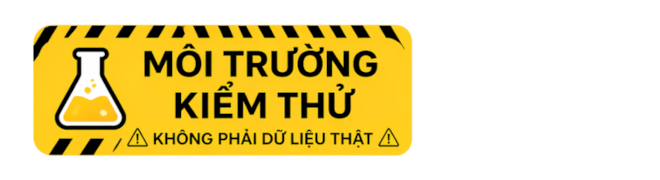 MÔI TRƯỜNG
KIỂM THỬ
⚠ KHÔNG PHẢI DỮ LIỆU THẬT ⚠